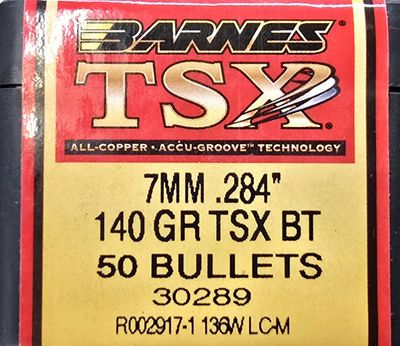 BARNES
TSX®
ALL-COPPER • ACCU-GROOVE™ TECHNOLOGY
7MM .284"
140 GR TSX BT
50 BULLETS
30289
R002917-1 136W LC-M